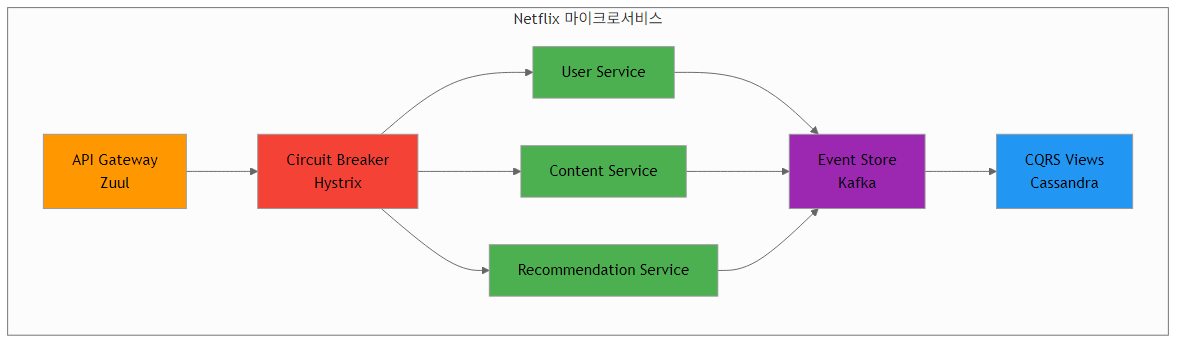 Netflix 마이크로서비스
API Gateway
Zuul
Circuit Breaker
Hystrix
User Service
Content Service
Recommendation Service
Event Store
Kafka
CQRS Views
Cassandra